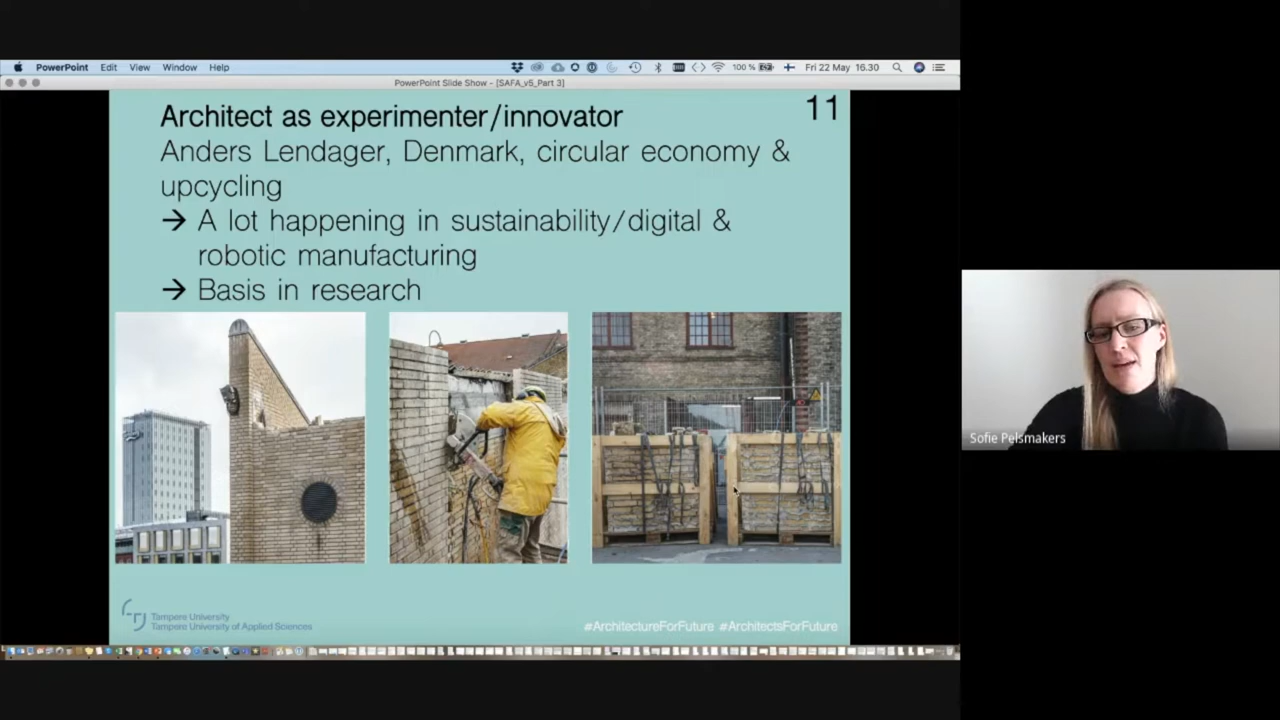 PowerPoint Edit View Window Help 100 % Fri 22 May 16.30
PowerPoint Slide Show - [SAFA_v5_Part 3]
Architect as experimenter/innovator
11
Anders Lendager, Denmark, circular economy &
upcycling
→ A lot happening in sustainability/digital &
robotic manufacturing
→ Basis in research
Sofie Pelsmakers
Tampere University
Tampere University of Applied Sciences
#ArchitectureForFuture #ArchitectsForFuture